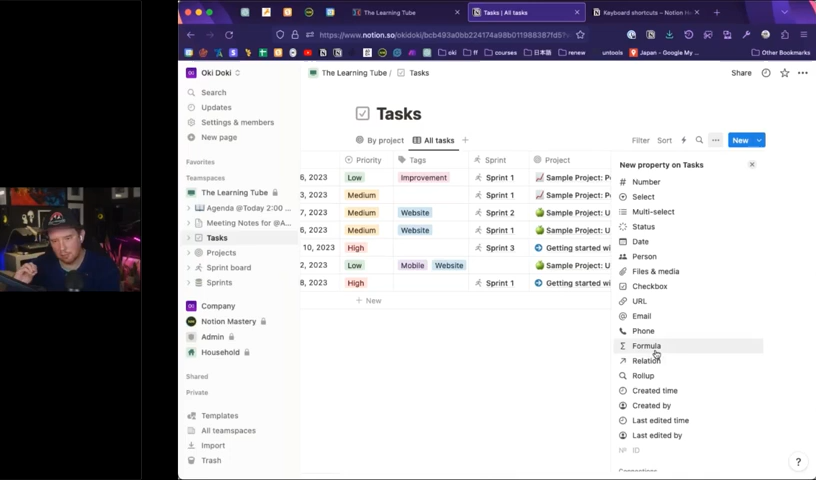 The Learning Tube
Tasks | All tasks
Keyboard shortcuts – Notion H
https://www.notion.so/okidoki/bcb493a0bb224174a98b011988387fd5?
oki
ff
courses
日本語
renew
untools
Japan - Google My ...
Other Bookmarks
Oki Doki
The Learning Tube / Tasks
Share
Search
Updates
Settings & members
New page
Favorites
Teamspaces
The Learning Tube
Agenda @Today 2:00 ...
Meeting Notes for @A...
Tasks
Projects
Sprint board
Sprints
Company
Notion Mastery
Admin
Household
Shared
Private
Templates
All teamspaces
Import
Trash
Tasks
By project
All tasks
Filter
Sort
New
Priority
Tags
Sprint
Project
6, 2023
Low
Improvement
Sprint 1
Sample Project: P
3, 2023
Medium
Sprint 1
Sample Project: P
7, 2023
Medium
Website
Sprint 2
Sample Project: U
6, 2023
Medium
Website
Sprint 1
Sample Project: U
10, 2023
High
Sprint 3
Getting started wi
2, 2023
Low
Mobile
Website
Sample Project: U
8, 2023
High
Sprint 1
Getting started wi
New
New property on Tasks
Number
Select
Multi-select
Status
Date
Person
Files & media
Checkbox
URL
Email
Phone
Formula
Relation
Rollup
Created time
Created by
Last edited time
Last edited by
Nº ID
?